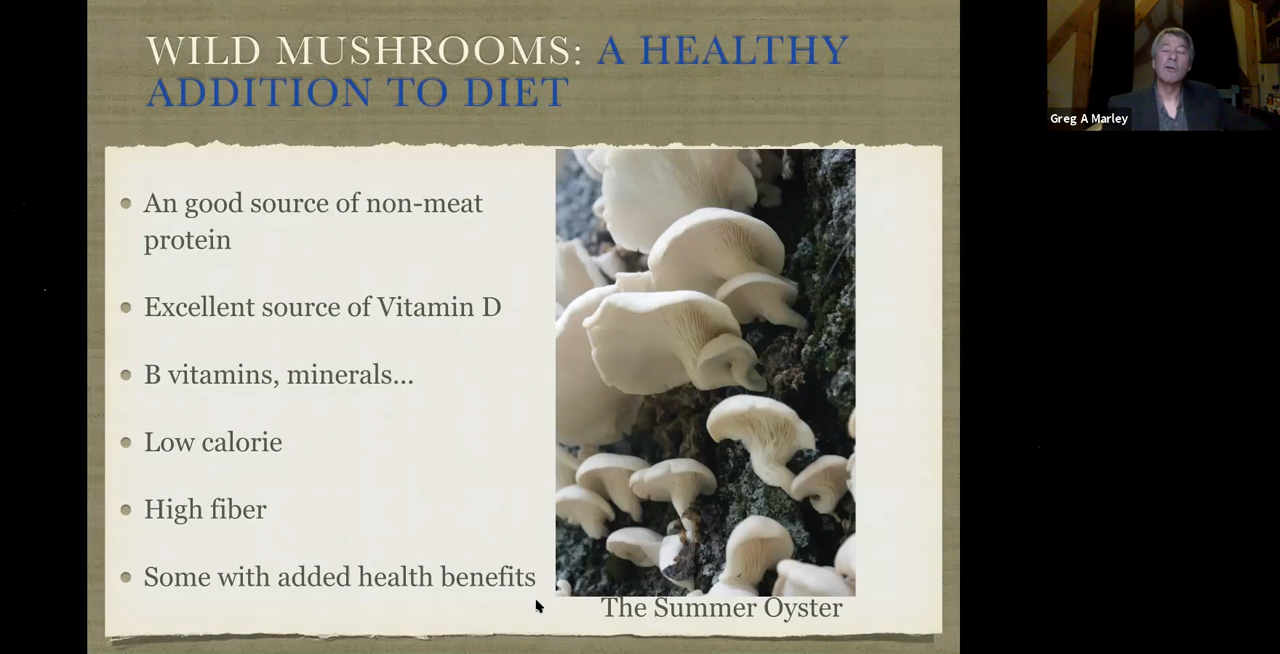 WILD MUSHROOMS: A HEALTHY
ADDITION TO DIET
An good source of non-meat
protein
Excellent source of Vitamin D
B vitamins, minerals...
Low calorie
High fiber
Some with added health benefits
The Summer Oyster
Greg A Marley